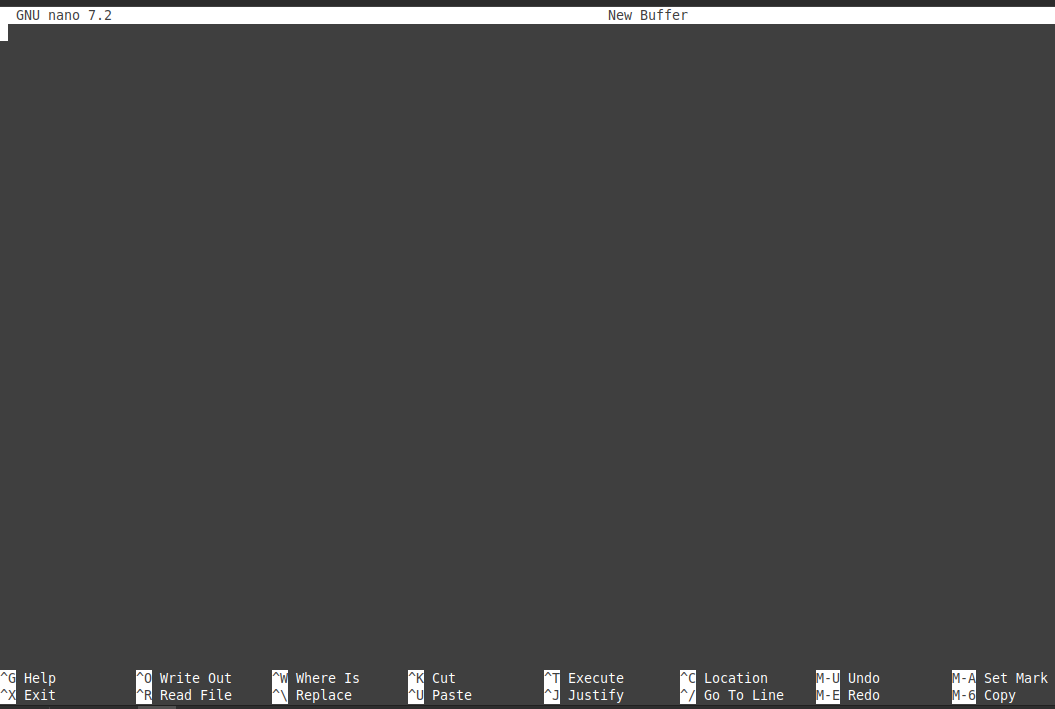 GNU nano 7.2 New Buffer
^G Help ^O Write Out ^W Where Is ^K Cut ^T Execute ^C Location M-U Undo M-A Set Mark
^X Exit ^R Read File ^\ Replace ^U Paste ^J Justify ^/ Go To Line M-E Redo M-6 Copy